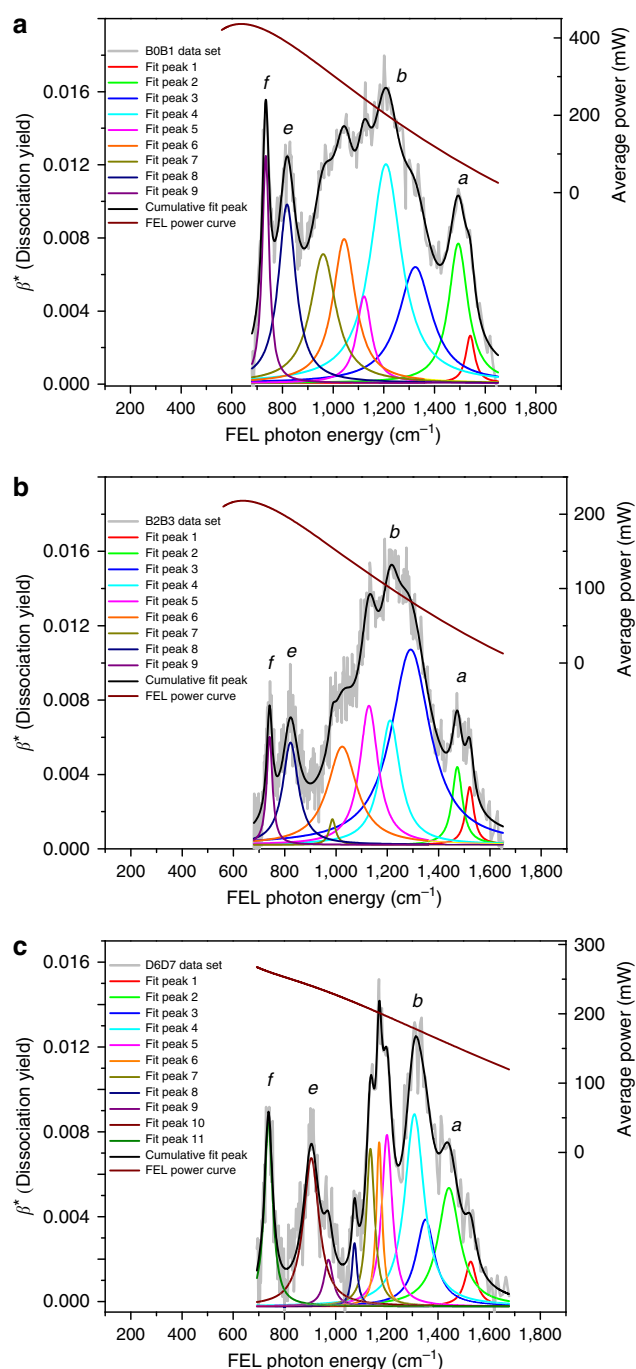 a
B0B1 data set
Fit peak 1
Fit peak 2
Fit peak 3
Fit peak 4
Fit peak 5
Fit peak 6
Fit peak 7
Fit peak 8
Fit peak 9
Cumulative fit peak
FEL power curve
f
e
b
a
0.016
0.012
0.008
0.004
0.000
β* (Dissociation yield)
400
300
200
100
0
Average power (mW)
200 400 600 800 1,000 1,200 1,400 1,600 1,800
FEL photon energy (cm⁻¹)
b
B2B3 data set
Fit peak 1
Fit peak 2
Fit peak 3
Fit peak 4
Fit peak 5
Fit peak 6
Fit peak 7
Fit peak 8
Fit peak 9
Cumulative fit peak
FEL power curve
f
e
b
a
0.016
0.012
0.008
0.004
0.000
β* (Dissociation yield)
200
100
0
Average power (mW)
200 400 600 800 1,000 1,200 1,400 1,600 1,800
FEL photon energy (cm⁻¹)
c
D6D7 data set
Fit peak 1
Fit peak 2
Fit peak 3
Fit peak 4
Fit peak 5
Fit peak 6
Fit peak 7
Fit peak 8
Fit peak 9
Fit peak 10
Fit peak 11
Cumulative fit peak
FEL power curve
f
e
b
a
0.016
0.012
0.008
0.004
0.000
β* (Dissociation yield)
300
200
100
0
Average power (mW)
200 400 600 800 1,000 1,200 1,400 1,600 1,800
FEL photon energy (cm⁻¹)